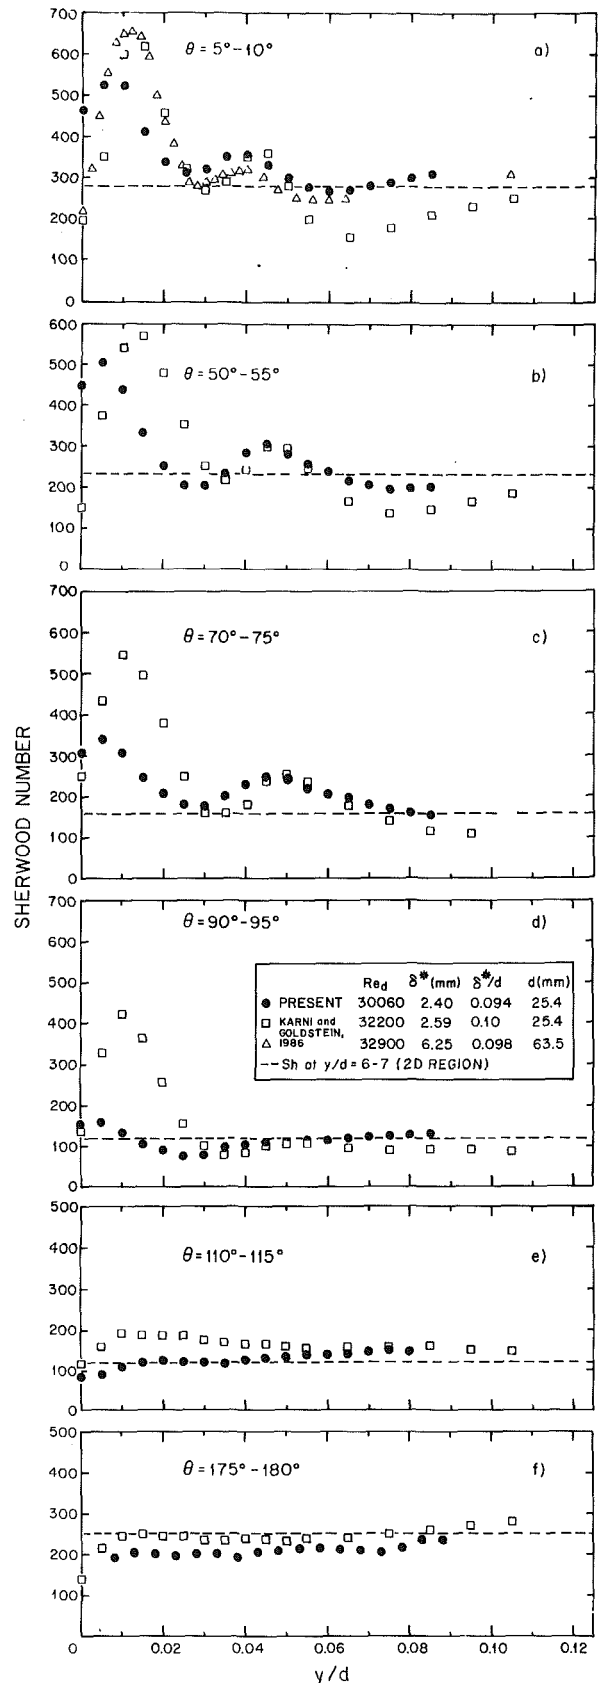 SHERWOOD NUMBER
700
600
500
400
300
200
100
0
θ = 5°-10°
a)
600
500
400
300
200
100
0
θ = 50°-55°
b)
700
600
500
400
300
200
100
0
θ = 70°-75°
c)
700
600
500
400
300
200
100
0
θ = 90°-95°
d)
Re_d δ*(mm) δ*/d d(mm)
● PRESENT 30060 2.40 0.094 25.4
□ KARNI and GOLDSTEIN, 1986 32200 2.59 0.10 25.4
△ 32900 6.25 0.098 63.5
--- Sh at y/d = 6-7 (2D REGION)
500
400
300
200
100
0
θ = 110°-115°
e)
500
400
300
200
100
θ = 175°-180°
f)
0 0.02 0.04 0.06 0.08 0.10 0.12
y/d